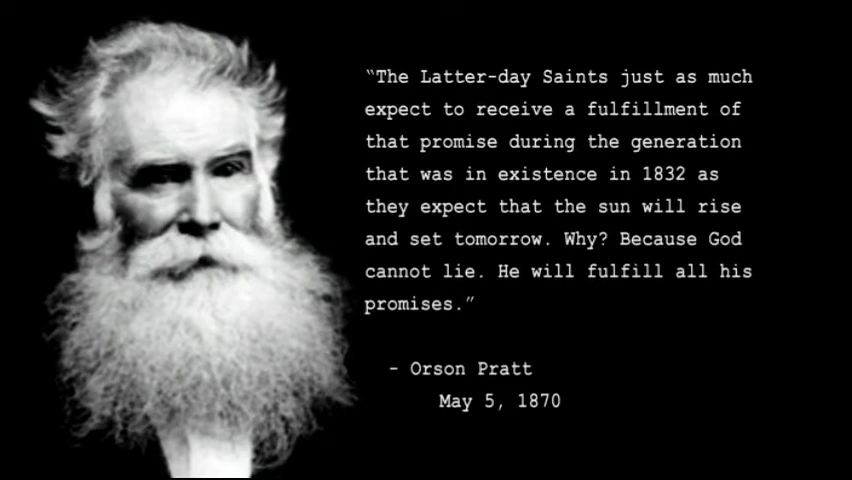 “The Latter-day Saints just as much
expect to receive a fulfillment of
that promise during the generation
that was in existence in 1832 as
they expect that the sun will rise
and set tomorrow. Why? Because God
cannot lie. He will fulfill all his
promises.”
- Orson Pratt
May 5, 1870